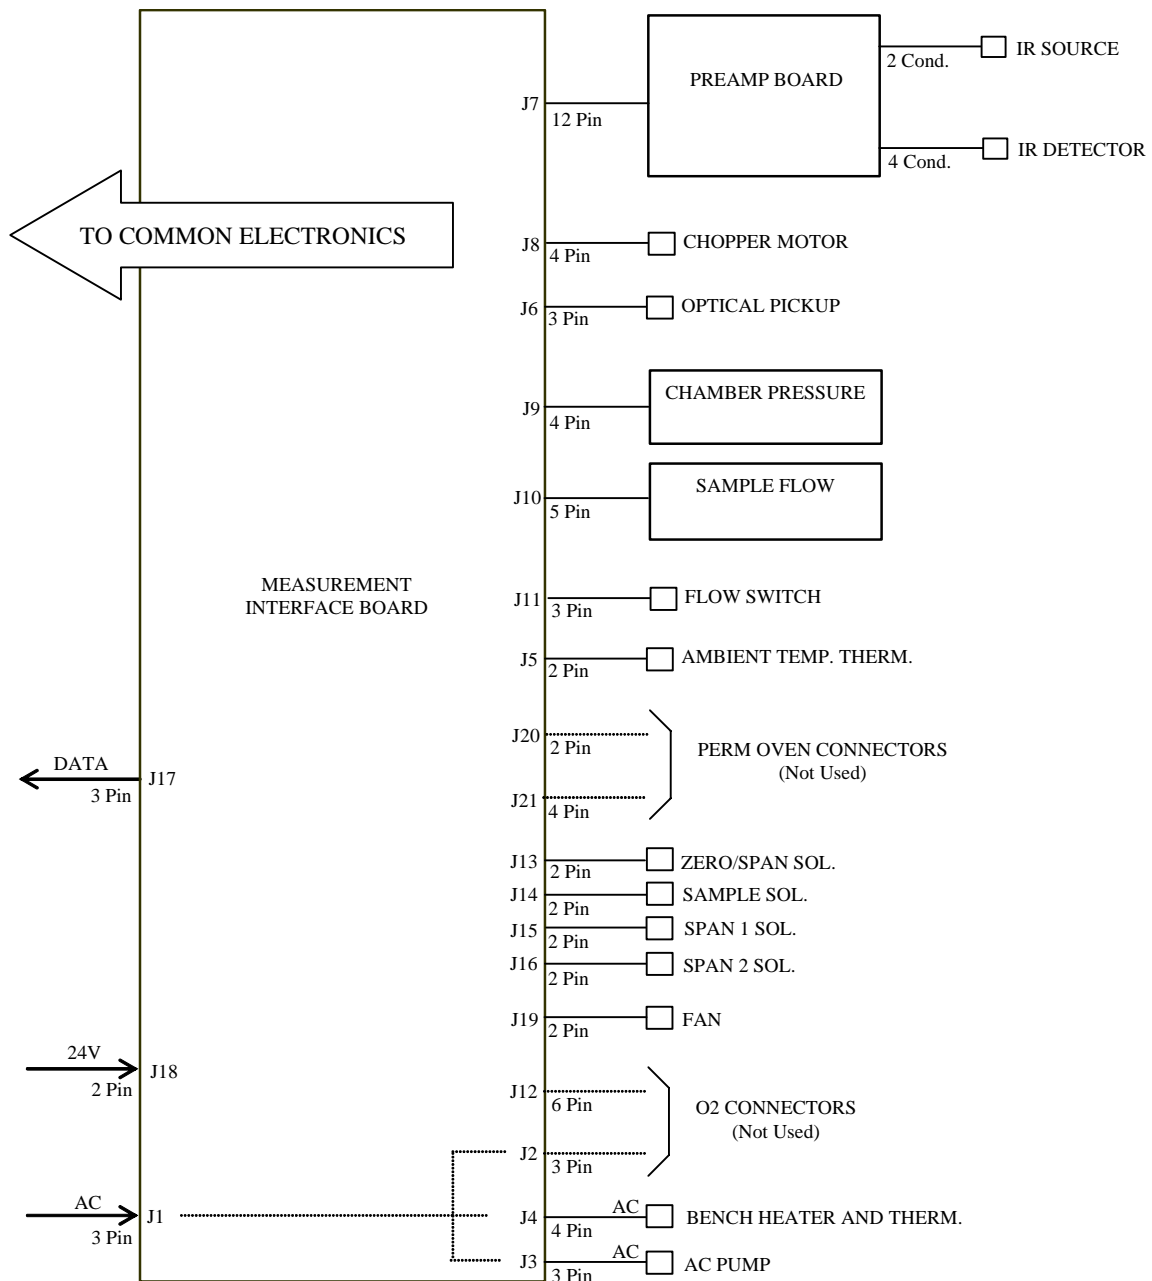 PREAMP BOARD
2 Cond.
IR SOURCE
J7
12 Pin
4 Cond.
IR DETECTOR
TO COMMON ELECTRONICS
J8
4 Pin
CHOPPER MOTOR
J6
3 Pin
OPTICAL PICKUP
CHAMBER PRESSURE
J9
4 Pin
SAMPLE FLOW
J10
5 Pin
MEASUREMENT
INTERFACE BOARD
J11
3 Pin
FLOW SWITCH
J5
2 Pin
AMBIENT TEMP. THERM.
J20
2 Pin
PERM OVEN CONNECTORS
(Not Used)
J21
4 Pin
DATA
3 Pin
J17
J13
2 Pin
ZERO/SPAN SOL.
J14
2 Pin
SAMPLE SOL.
J15
2 Pin
SPAN 1 SOL.
J16
2 Pin
SPAN 2 SOL.
J19
2 Pin
FAN
24V
2 Pin
J18
J12
6 Pin
O2 CONNECTORS
(Not Used)
J2
3 Pin
AC
3 Pin
J1
J4
AC
4 Pin
BENCH HEATER AND THERM.
J3
AC
3 Pin
AC PUMP